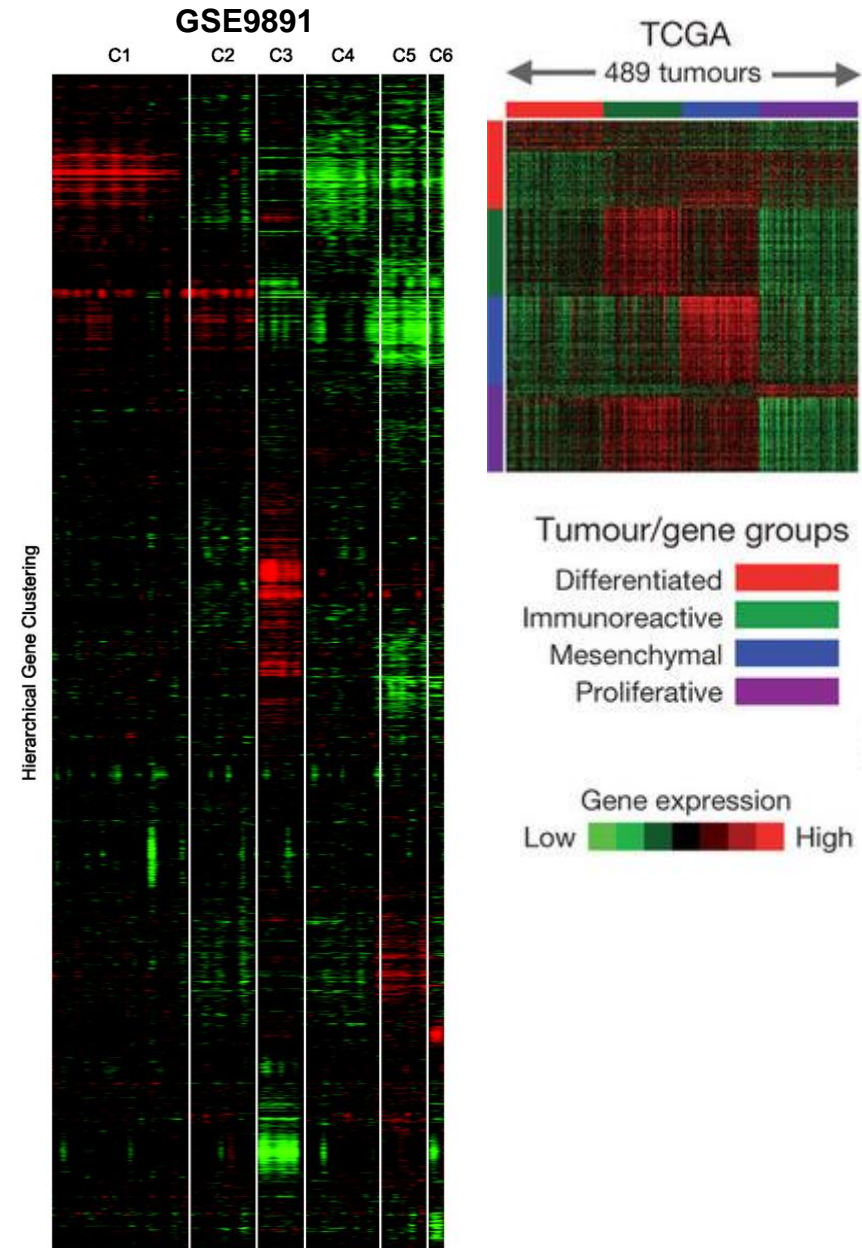 GSE9891
C1 C2 C3 C4 C5 C6
Hierarchical Gene Clustering
TCGA
489 tumours
Tumour/gene groups
Differentiated
Immunoreactive
Mesenchymal
Proliferative
Gene expression
Low High